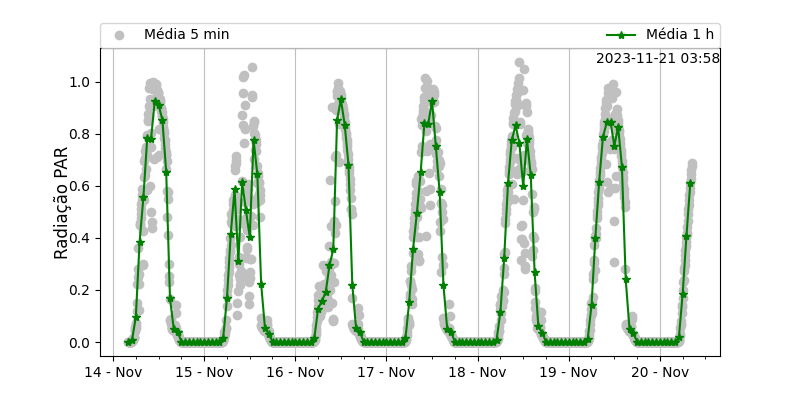 Média 5 min
Média 1 h
2023-11-21 03:58
Radiação PAR
1.0
0.8
0.6
0.4
0.2
0.0
14 - Nov
15 - Nov
16 - Nov
17 - Nov
18 - Nov
19 - Nov
20 - Nov